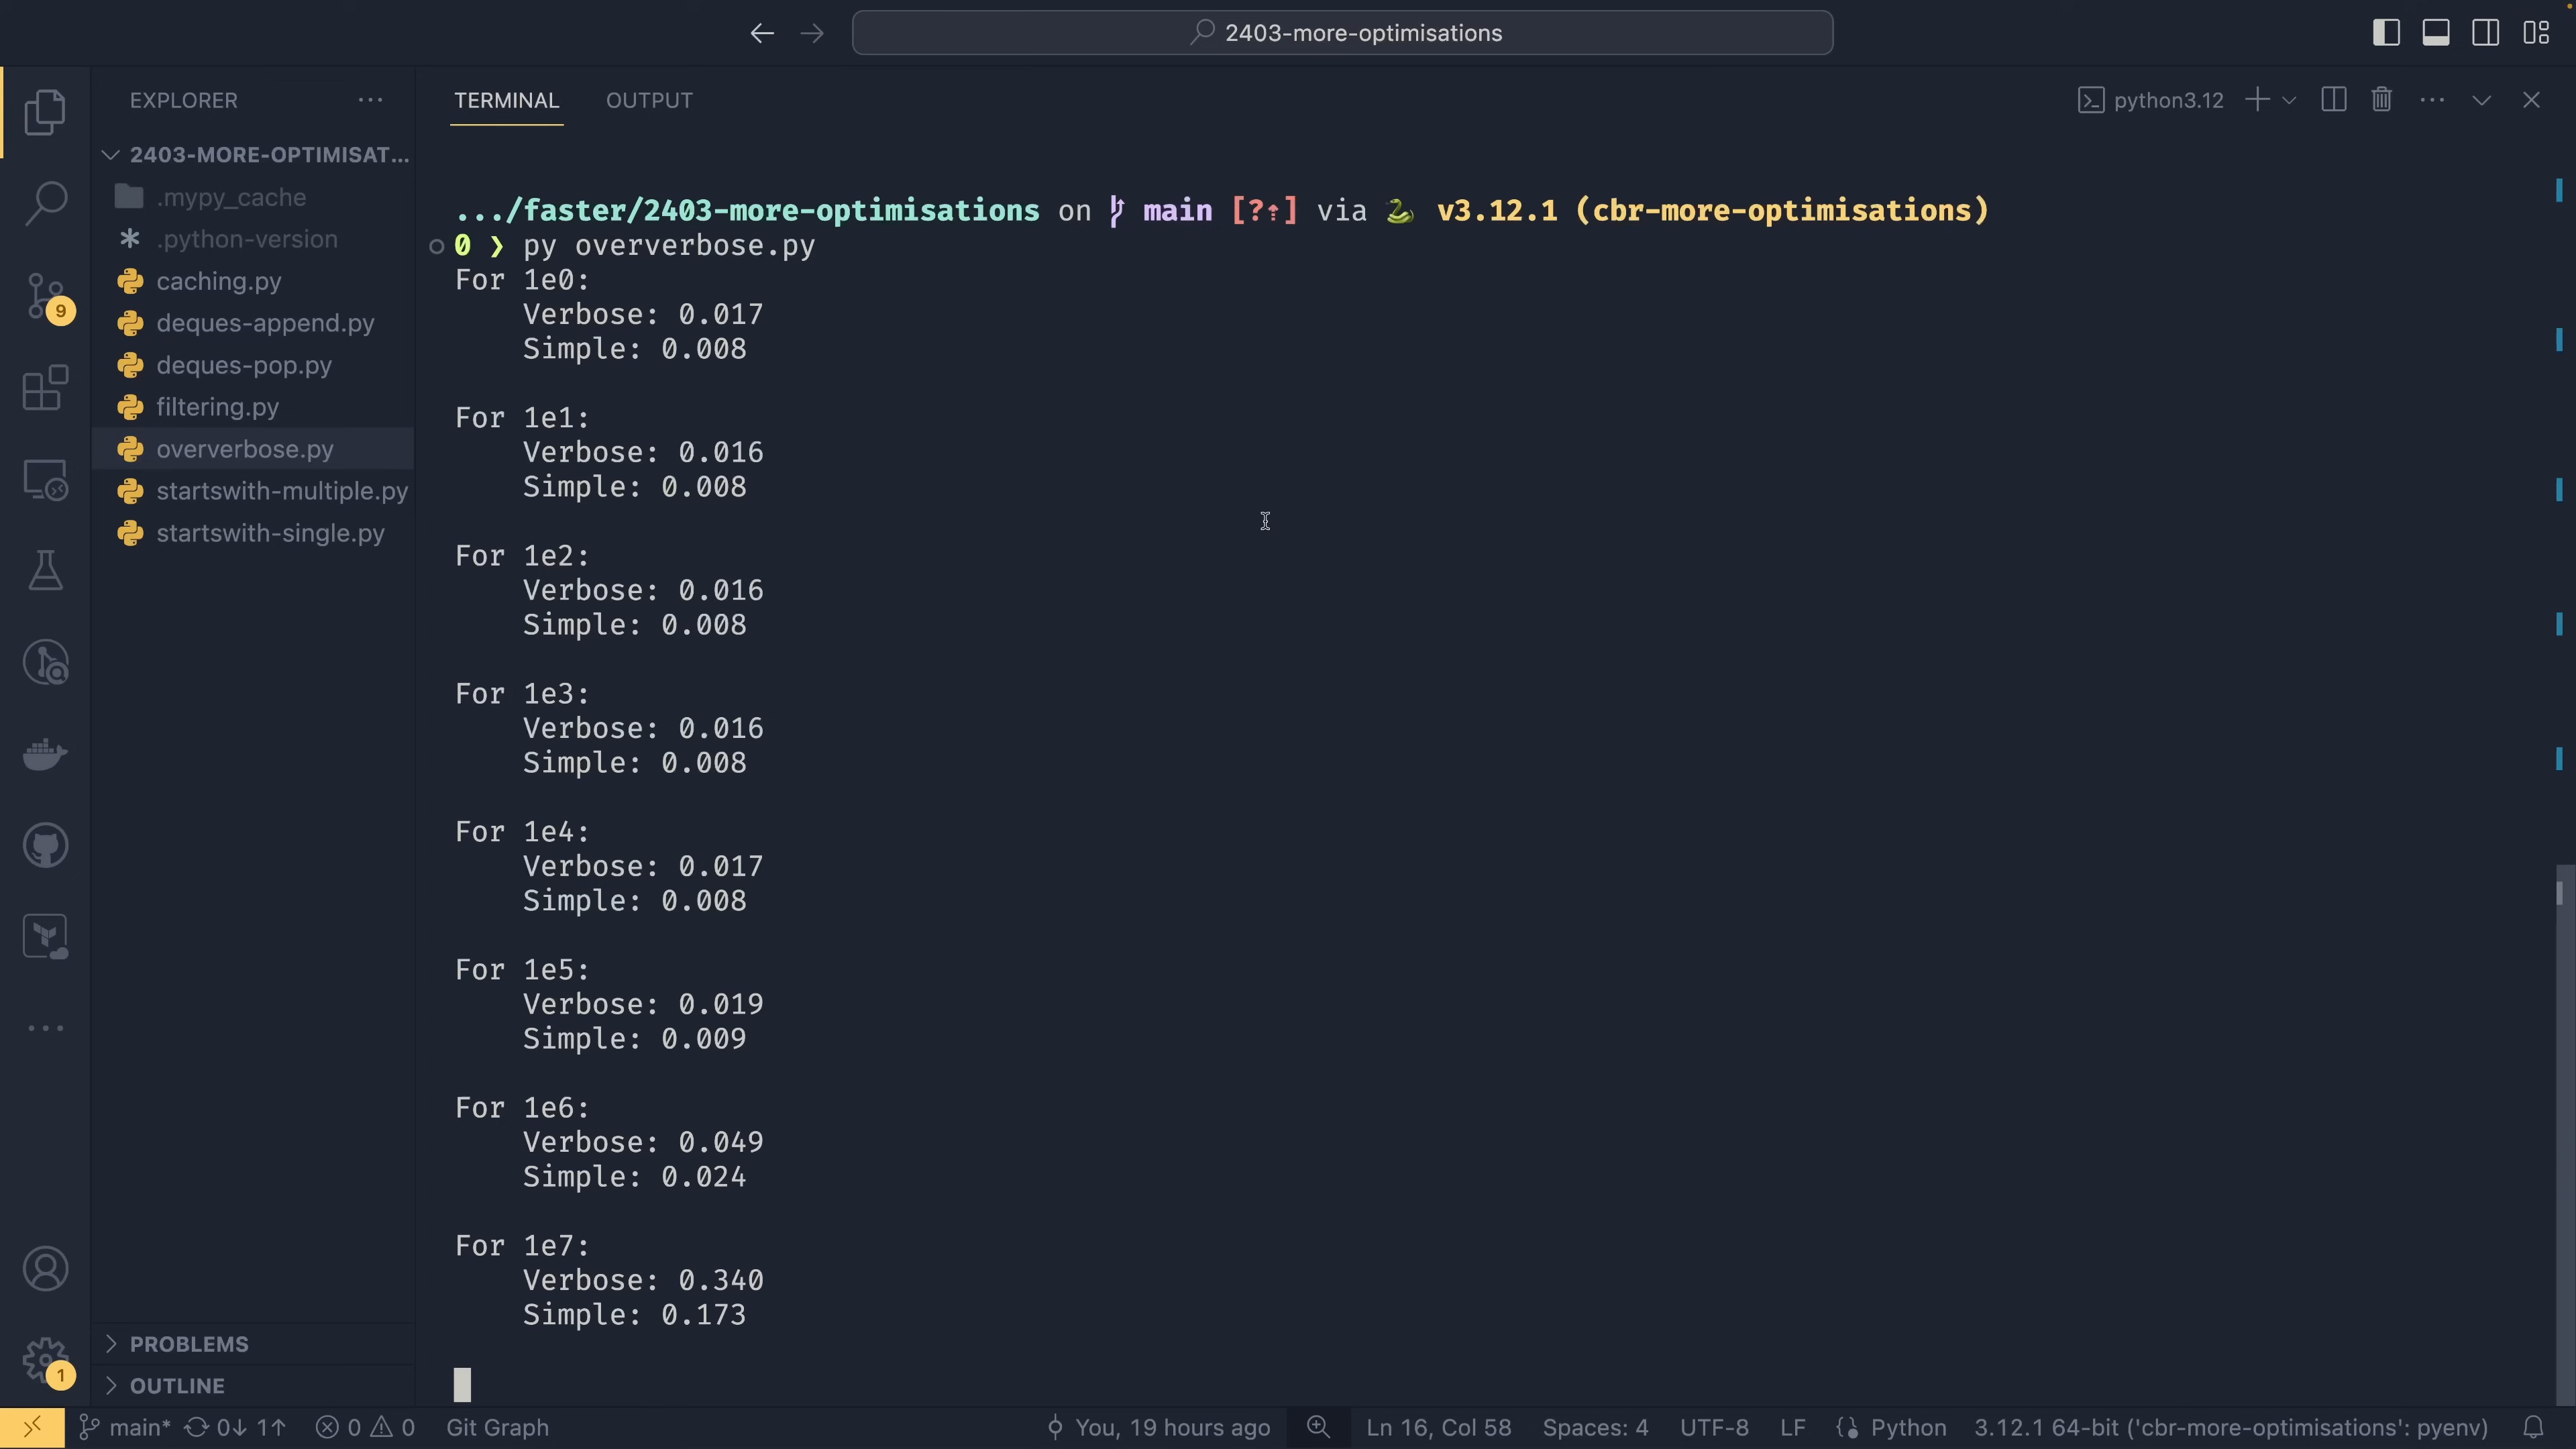 2403-more-optimisations
EXPLORER
TERMINAL
OUTPUT
python3.12
2403-MORE-OPTIMISAT...
.mypy_cache
.python-version
caching.py
deques-append.py
deques-pop.py
filtering.py
oververbose.py
startswith-multiple.py
startswith-single.py
9
.../faster/2403-more-optimisations on main [?⇡] via 🐍 v3.12.1 (cbr-more-optimisations)
0 ❯ py oververbose.py
For 1e0:
Verbose: 0.017
Simple: 0.008
For 1e1:
Verbose: 0.016
Simple: 0.008
For 1e2:
Verbose: 0.016
Simple: 0.008
For 1e3:
Verbose: 0.016
Simple: 0.008
For 1e4:
Verbose: 0.017
Simple: 0.008
For 1e5:
Verbose: 0.019
Simple: 0.009
For 1e6:
Verbose: 0.049
Simple: 0.024
For 1e7:
Verbose: 0.340
Simple: 0.173
PROBLEMS
OUTLINE
1
main* 0↓ 1↑ 0 0 Git Graph You, 19 hours ago Ln 16, Col 58 Spaces: 4 UTF-8 LF Python 3.12.1 64-bit ('cbr-more-optimisations': pyenv)